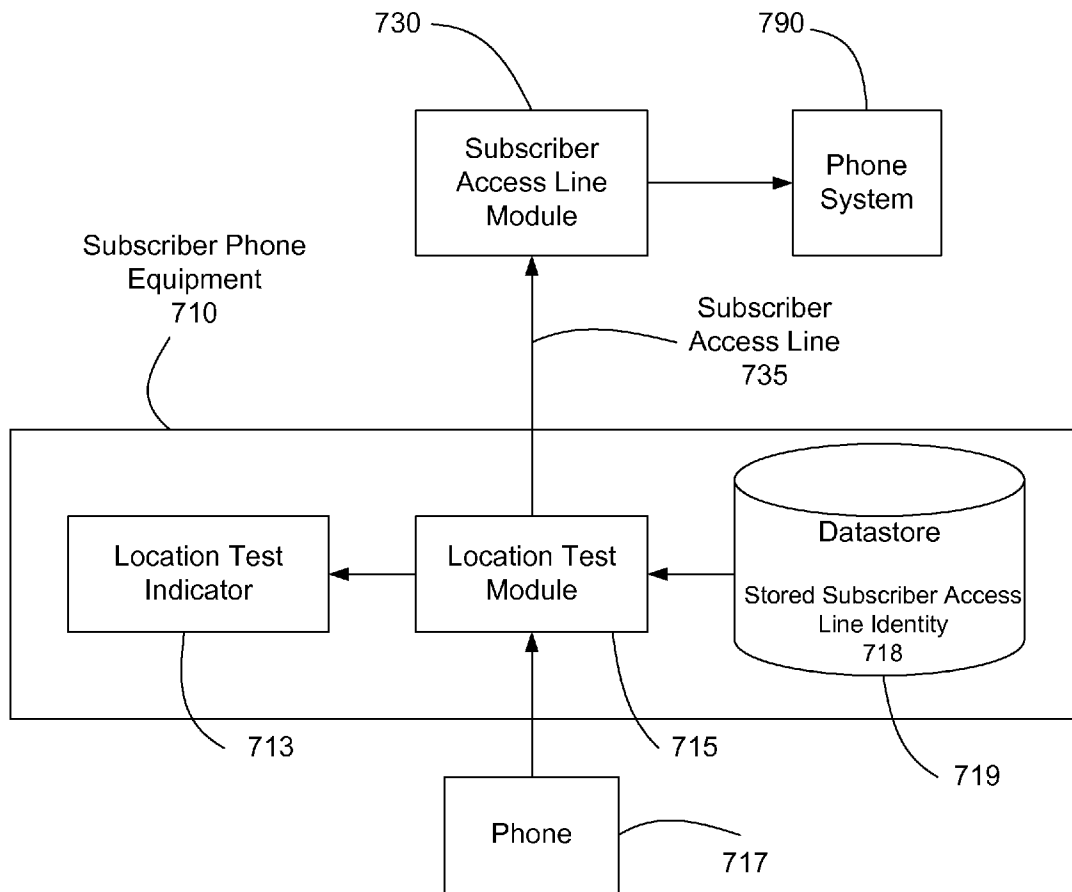 730
790
Subscriber
Access Line
Module
Phone
System
Subscriber Phone
Equipment
710
Subscriber
Access Line
735
Location Test
Indicator
Location Test
Module
Datastore
Stored Subscriber Access
Line Identity
718
713
715
719
Phone
717